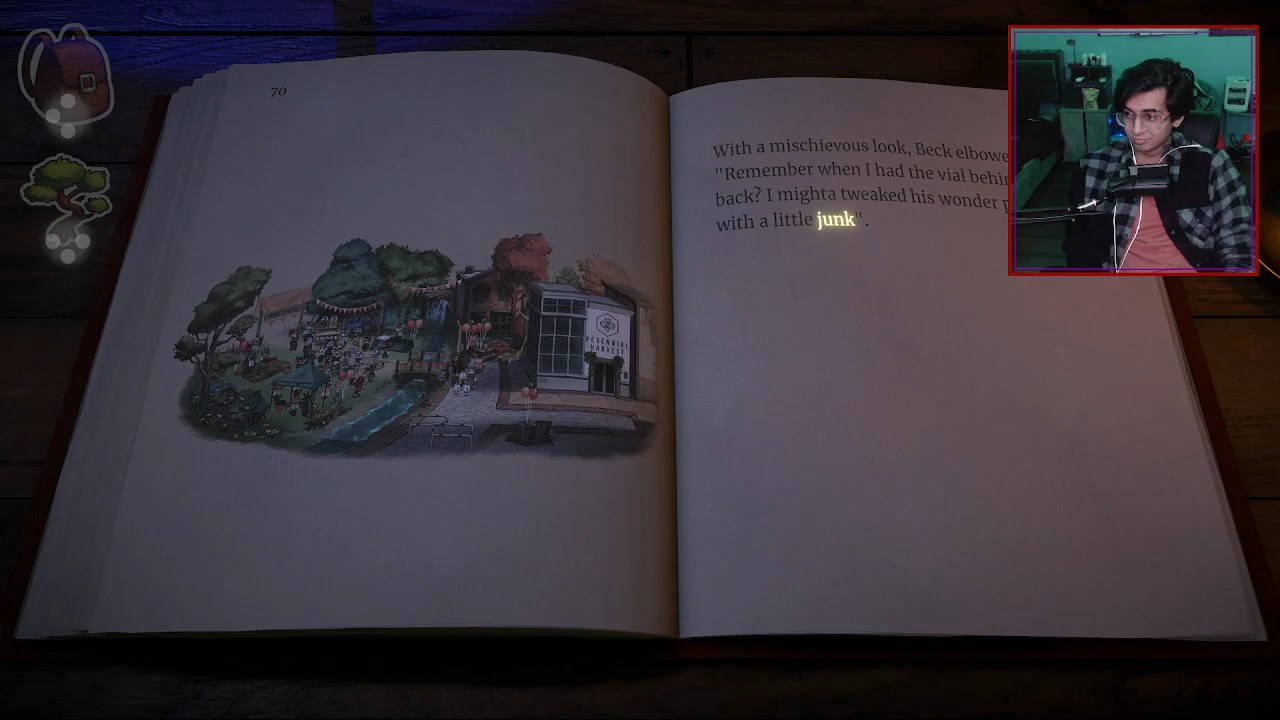 70
With a mischievous look, Beck elbowe
"Remember when I had the vial behin
back? I mighta tweaked his wonder
with a little junk".
PERENNIAL
HARVEST